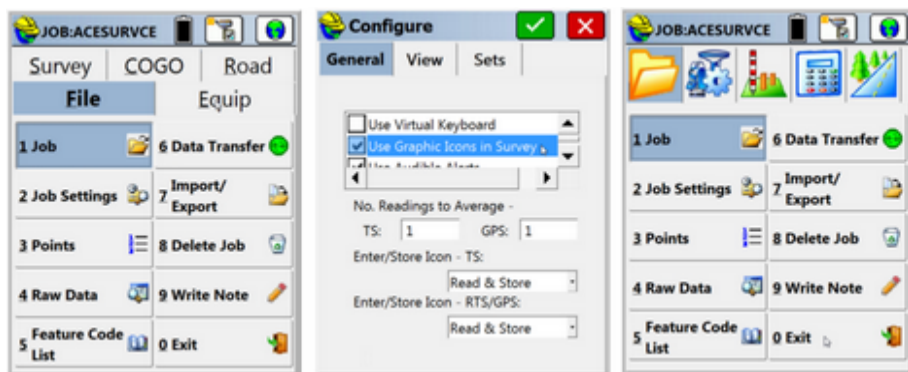 JOB:ACESURVCE
Survey COGO Road
File Equip
1 Job 6 Data Transfer
2 Job Settings 7 Import/
Export
3 Points 8 Delete Job
4 Raw Data 9 Write Note
5 Feature Code
List 0 Exit
Configure
General View Sets
Use Virtual Keyboard
Use Graphic Icons in Survey
Use Audible Alerts
No. Readings to Average -
TS: 1 GPS: 1
Enter/Store Icon - TS:
Read & Store
Enter/Store Icon - RTS/GPS:
Read & Store
JOB:ACESURVCE
1 Job 6 Data Transfer
2 Job Settings 7 Import/
Export
3 Points 8 Delete Job
4 Raw Data 9 Write Note
5 Feature Code
List 0 Exit